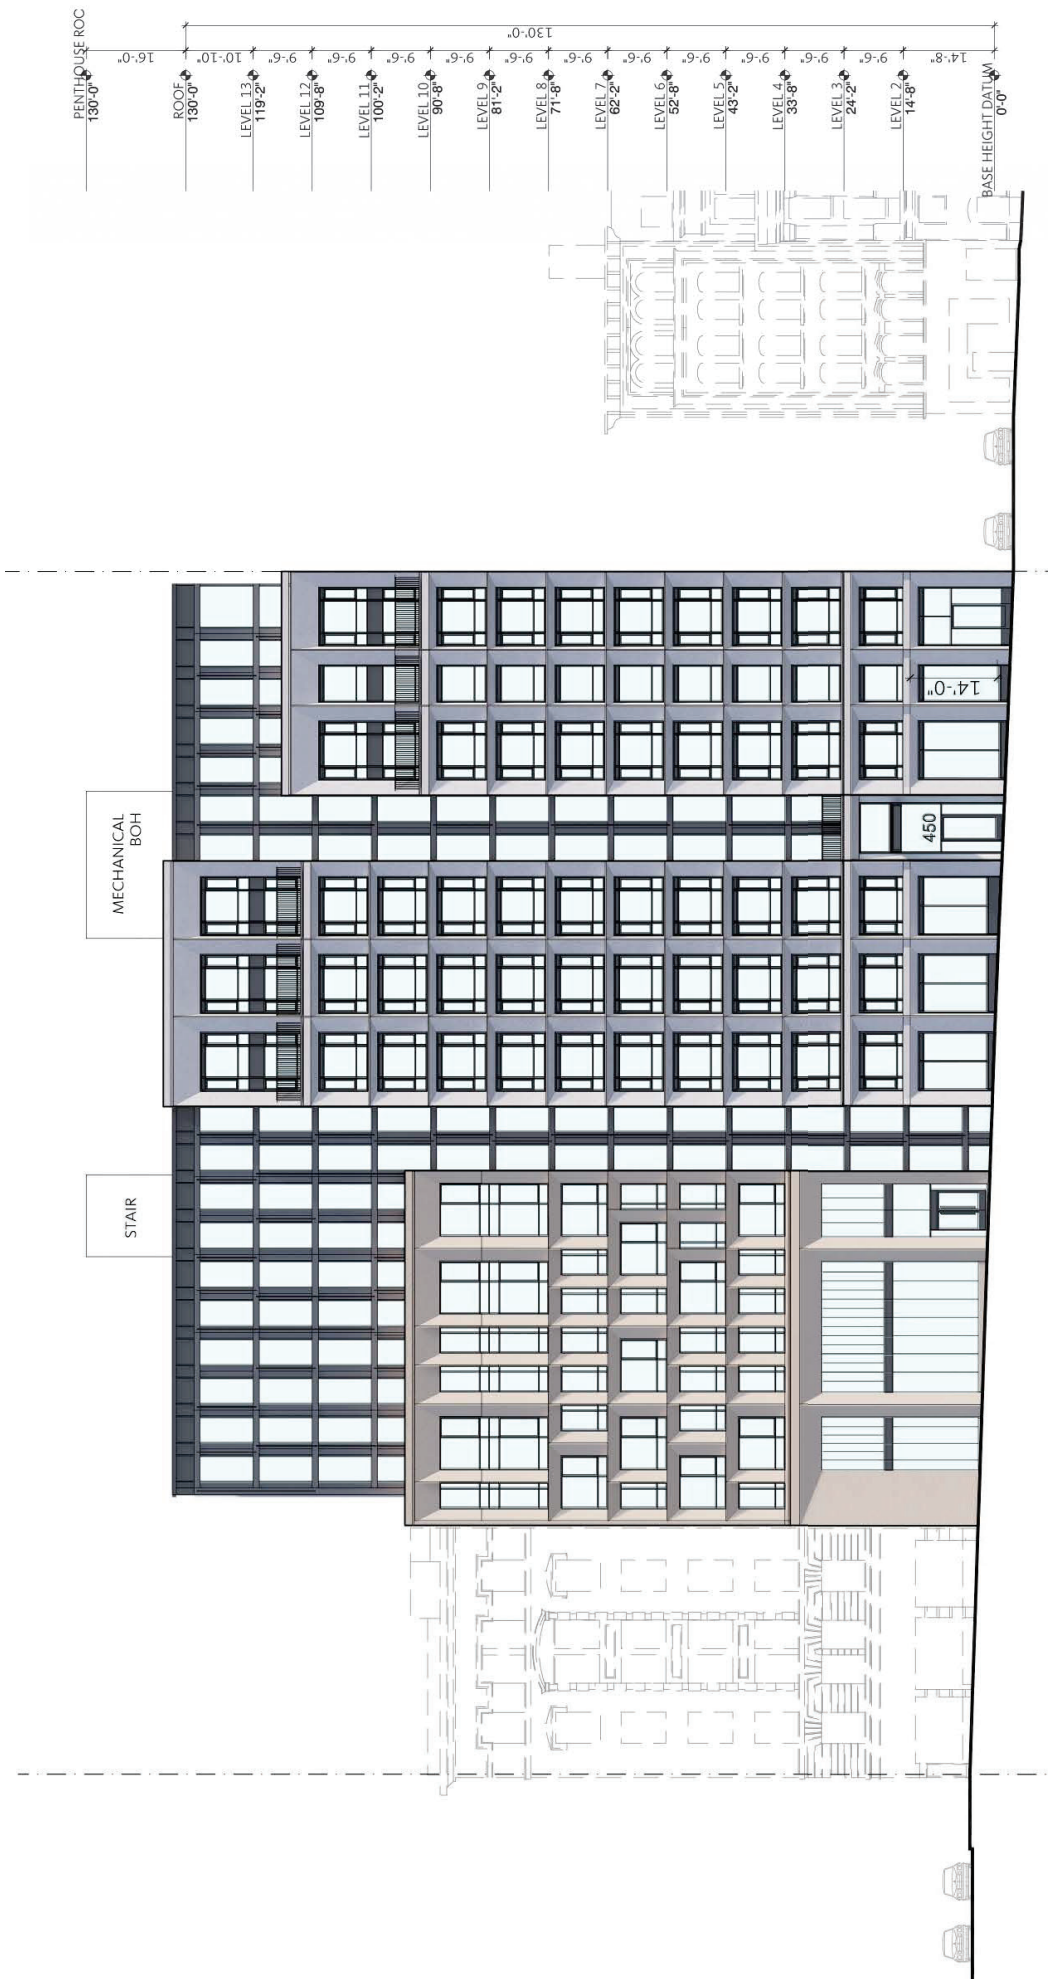 PENTHOUSE ROC
130'-0"
ROOF
130'-0"
LEVEL 13
119'-2"
LEVEL 12
109'-8"
LEVEL 11
100'-2"
LEVEL 10
90'-8"
LEVEL 9
81'-2"
LEVEL 8
71'-8"
LEVEL 7
62'-2"
LEVEL 6
52'-8"
LEVEL 5
43'-2"
LEVEL 4
33'-8"
LEVEL 3
24'-2"
LEVEL 2
14'-8"
BASE HEIGHT DATUM
0'-0"
16'-0"
10'-10"
9'-6"
9'-6"
9'-6"
9'-6"
9'-6"
9'-6"
9'-6"
9'-6"
9'-6"
9'-6"
9'-6"
14'-8"
130'-0"
STAIR
MECHANICAL
BOH
450
14'-0"